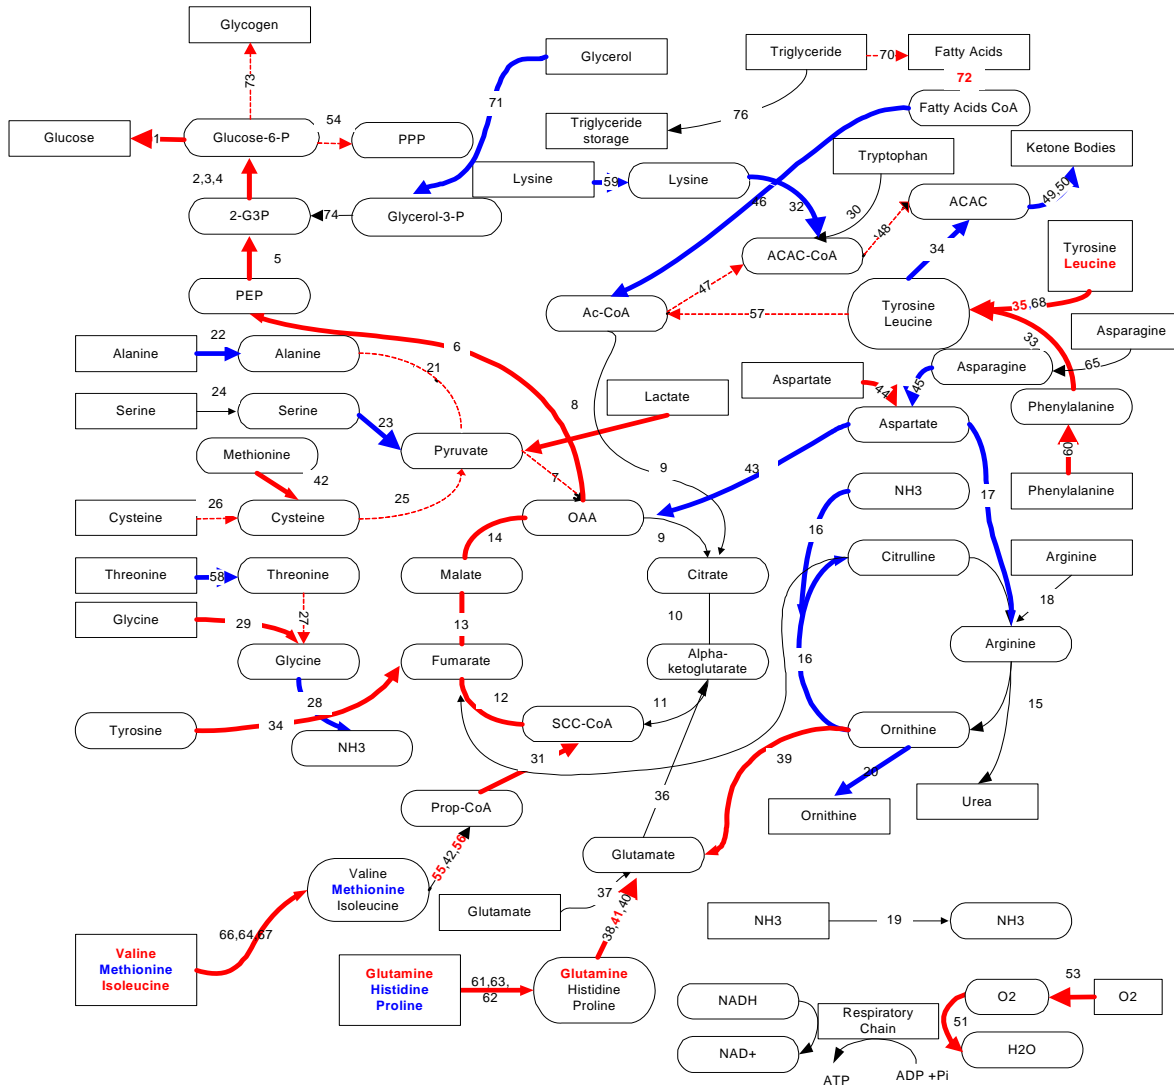 Glycogen
Glycerol
Triglyceride
70
Fatty Acids
73
72
71
Fatty Acids CoA
76
Glucose
1
Glucose-6-P
54
PPP
Triglyceride
storage
Tryptophan
Ketone Bodies
2,3,4
Lysine
59
Lysine
46
32
30
49,50
ACAC
2-G3P
74
Glycerol-3-P
48
34
Tyrosine
Leucine
5
ACAC-CoA
PEP
47
35,68
Ac-CoA
57
Tyrosine
Leucine
33
Asparagine
22
6
65
Alanine
Alanine
21
Asparagine
Aspartate
44
45
24
8
Lactate
Serine
Serine
23
Phenylalanine
Aspartate
Methionine
Pyruvate
43
9
60
42
7
17
26
25
NH3
Phenylalanine
Cysteine
Cysteine
OAA
16
14
9
Citrulline
Arginine
Threonine
58
Threonine
Malate
Citrate
18
Glycine
29
27
13
10
Arginine
Glycine
Fumarate
Alpha-
ketoglutarate
16
28
12
11
15
Tyrosine
34
SCC-CoA
Ornithine
NH3
31
39
20
36
Prop-CoA
Ornithine
Urea
55,42,56
Glutamate
Valine
Methionine
Isoleucine
37
Glutamate
38,41,40
NH3
19
NH3
66,64,67
Valine
Methionine
Isoleucine
Glutamine
Histidine
Proline
61,63,
62
Glutamine
Histidine
Proline
53
NADH
O2
O2
Respiratory
Chain
51
NAD+
H2O
ATP
ADP +Pi